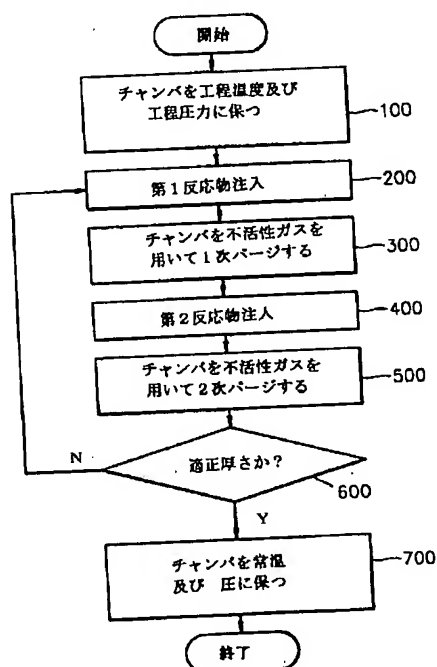 開始
チャンバを工程温度及び
工程圧力に保つ
100
第1反応物注入
200
チャンバを不活性ガスを
用いて1次パージする
300
第2反応物注入
400
チャンバを不活性ガスを
用いて2次パージする
500
適正厚さか?
N
600
Y
チャンバを常温
及び 圧に保つ
700
終了